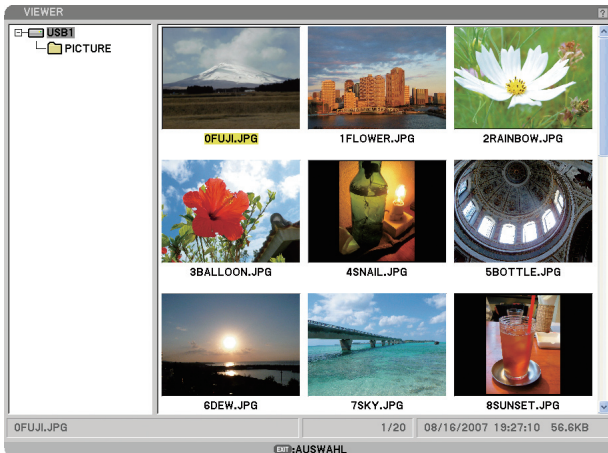 VIEWER ?
USB1
PICTURE
0FUJI.JPG 1FLOWER.JPG 2RAINBOW.JPG
3BALLOON.JPG 4SNAIL.JPG 5BOTTLE.JPG
6DEW.JPG 7SKY.JPG 8SUNSET.JPG
0FUJI.JPG 1/20 08/16/2007 19:27:10 56.6KB
EXIT:AUSWAHL